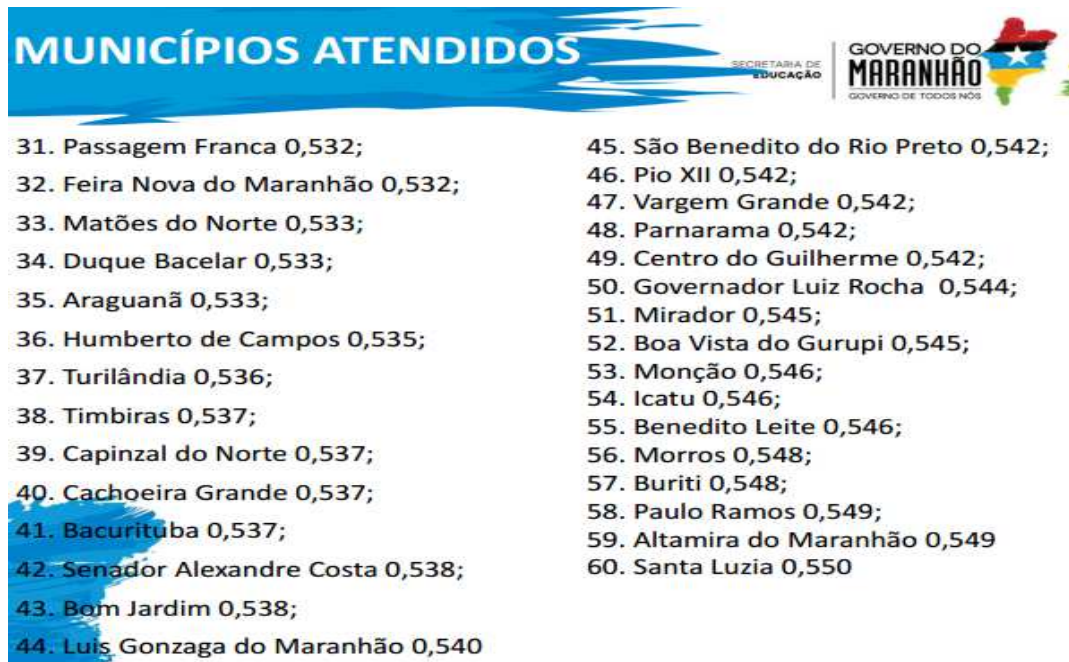 MUNICÍPIOS ATENDIDOS
SECRETARIA DE
EDUCAÇÃO
GOVERNO DO
MARANHÃO
GOVERNO DE TODOS NÓS
31. Passagem Franca 0,532;
32. Feira Nova do Maranhão 0,532;
33. Matões do Norte 0,533;
34. Duque Bacelar 0,533;
35. Araguanã 0,533;
36. Humberto de Campos 0,535;
37. Turilândia 0,536;
38. Timbiras 0,537;
39. Capinzal do Norte 0,537;
40. Cachoeira Grande 0,537;
41. Bacurituba 0,537;
42. Senador Alexandre Costa 0,538;
43. Bom Jardim 0,538;
44. Luis Gonzaga do Maranhão 0,540
45. São Benedito do Rio Preto 0,542;
46. Pio XII 0,542;
47. Vargem Grande 0,542;
48. Parnarama 0,542;
49. Centro do Guilherme 0,542;
50. Governador Luiz Rocha 0,544;
51. Mirador 0,545;
52. Boa Vista do Gurupi 0,545;
53. Monção 0,546;
54. Icatu 0,546;
55. Benedito Leite 0,546;
56. Morros 0,548;
57. Buriti 0,548;
58. Paulo Ramos 0,549;
59. Altamira do Maranhão 0,549
60. Santa Luzia 0,550